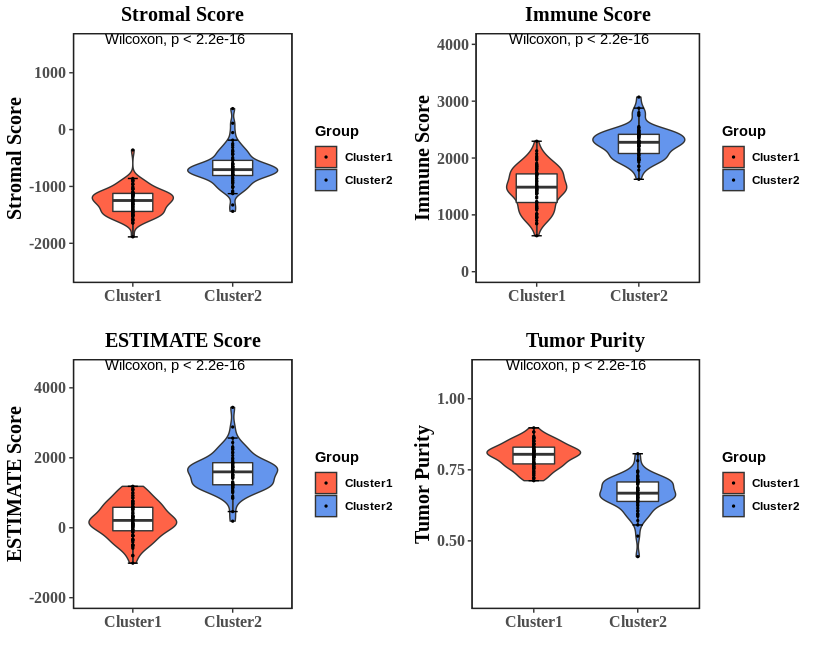 Stromal Score
Wilcoxon, p < 2.2e-16
Stromal Score
1000
0
-1000
-2000
Cluster1
Cluster2
Group
Cluster1
Cluster2
Immune Score
Wilcoxon, p < 2.2e-16
Immune Score
4000
3000
2000
1000
0
Cluster1
Cluster2
Group
Cluster1
Cluster2
ESTIMATE Score
Wilcoxon, p < 2.2e-16
ESTIMATE Score
4000
2000
0
-2000
Cluster1
Cluster2
Group
Cluster1
Cluster2
Tumor Purity
Wilcoxon, p < 2.2e-16
Tumor Purity
1.00
0.75
0.50
Cluster1
Cluster2
Group
Cluster1
Cluster2